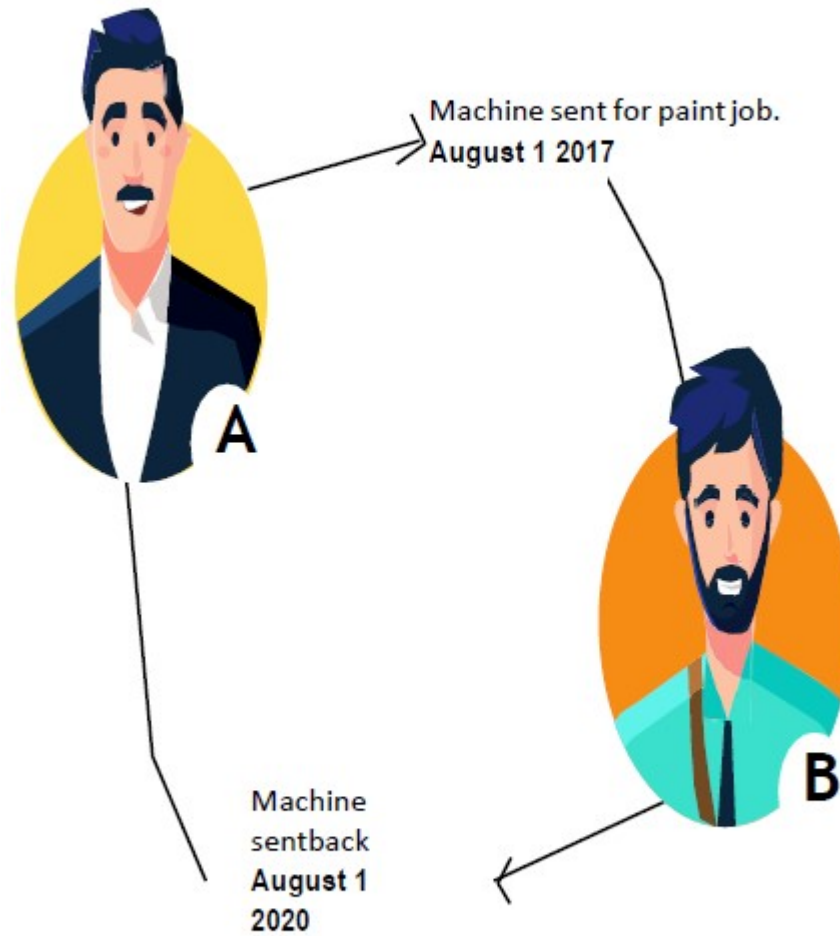 Machine sent for paint job.
August 1 2017
A
B
Machine
sentback
August 1
2020